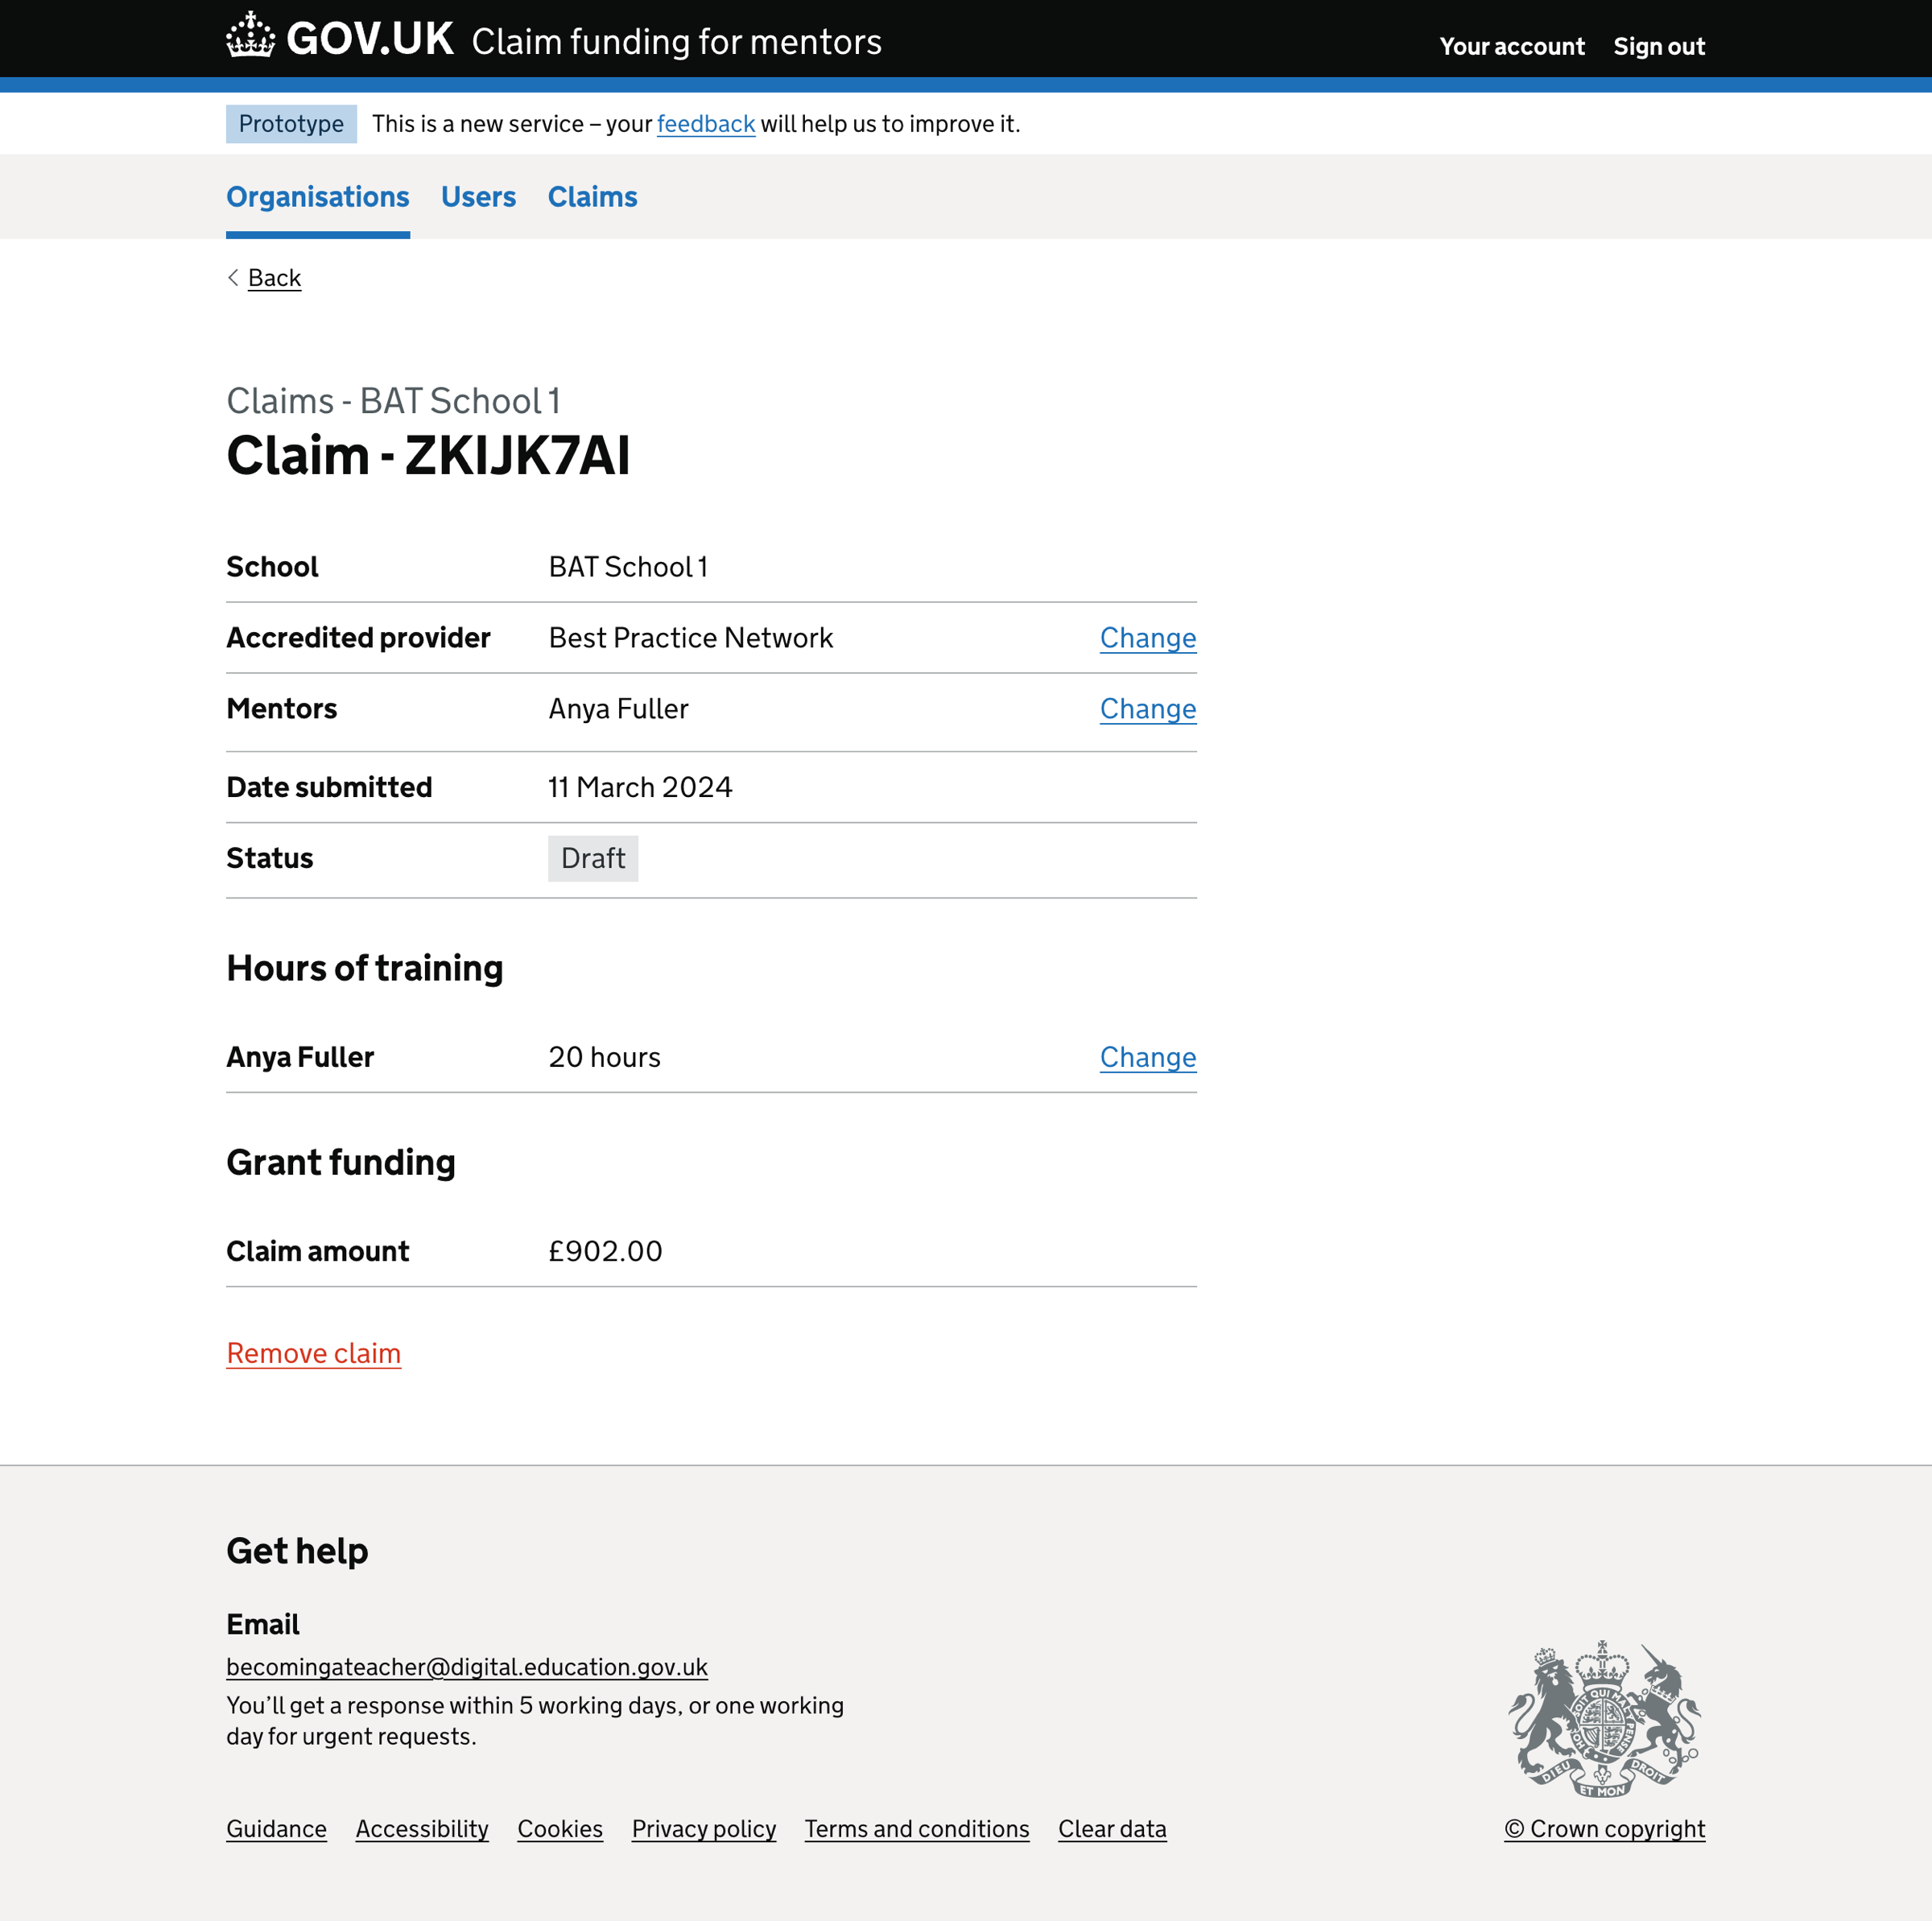 GOV.UK Claim funding for mentors Your account Sign out
Prototype This is a new service – your feedback will help us to improve it.
Organisations Users Claims
Back
Claims - BAT School 1
Claim - ZKIJK7AI
School BAT School 1
Accredited provider Best Practice Network Change
Mentors Anya Fuller Change
Date submitted 11 March 2024
Status Draft
Hours of training
Anya Fuller 20 hours Change
Grant funding
Claim amount £902.00
Remove claim
Get help
Email
becomingateacher@digital.education.gov.uk
You’ll get a response within 5 working days, or one working
day for urgent requests.
DIEU ET MON DROIT
Guidance Accessibility Cookies Privacy policy Terms and conditions Clear data © Crown copyright